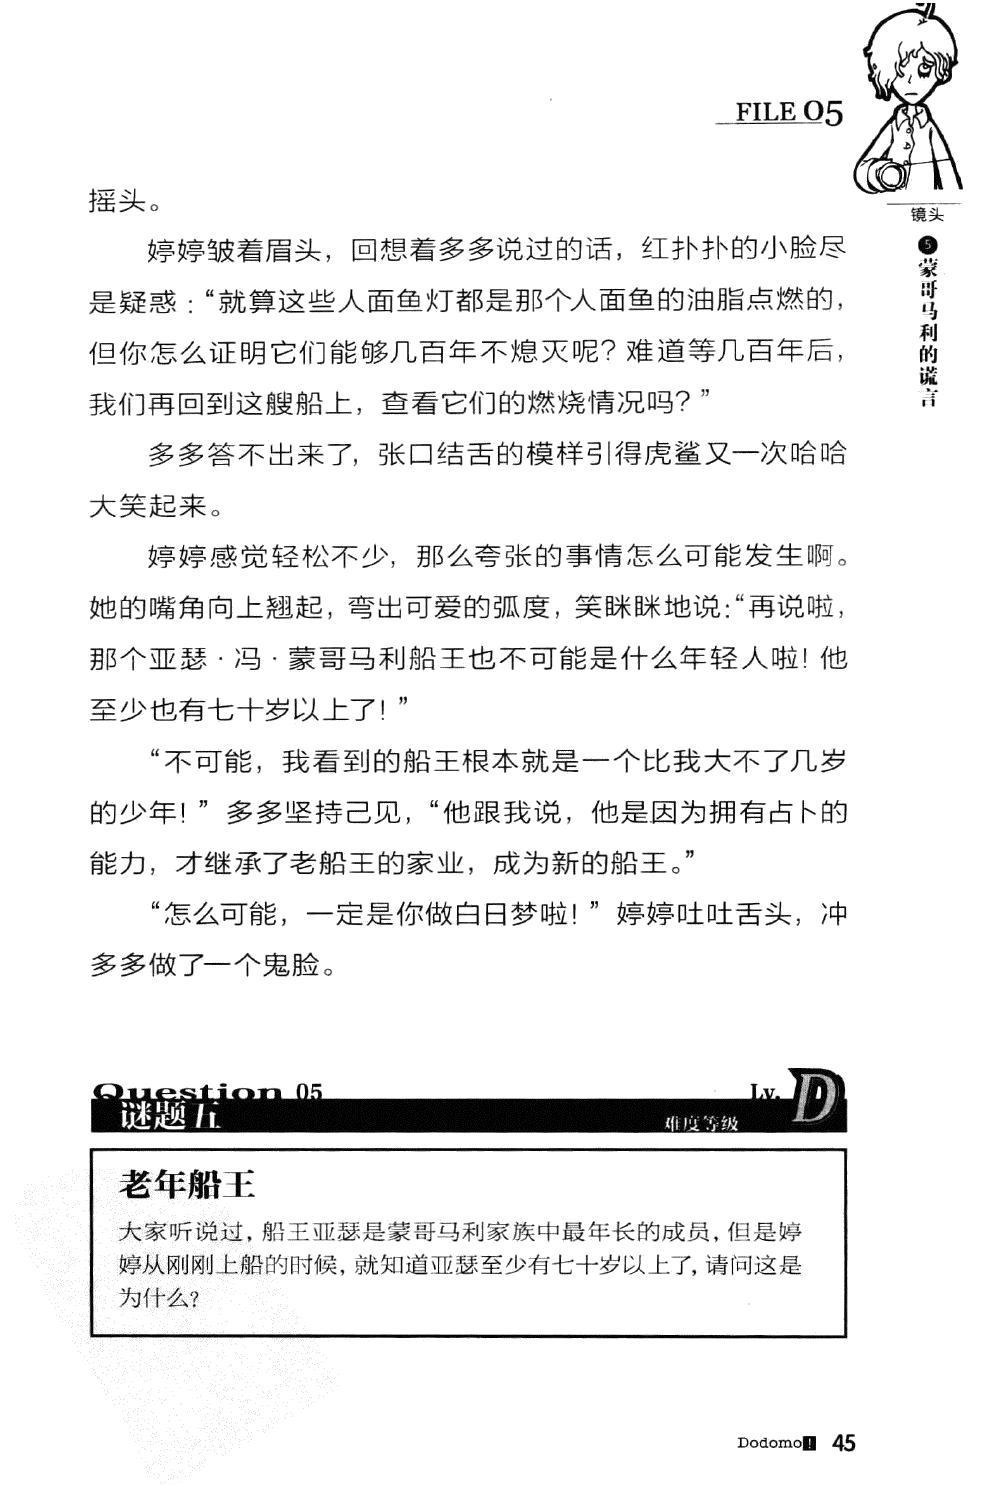 FILE 05
镜头
❺蒙哥马利的谎言
摇头。
婷婷皱着眉头，回想着多多说过的话，红扑扑的小脸尽
是疑惑：“就算这些人面鱼灯都是那个人面鱼的油脂点燃的，
但你怎么证明它们能够几百年不熄灭呢？难道等几百年后，
我们再回到这艘船上，查看它们的燃烧情况吗？”
多多答不出来了，张口结舌的模样引得虎鲨又一次哈哈
大笑起来。
婷婷感觉轻松不少，那么夸张的事情怎么可能发生啊。
她的嘴角向上翘起，弯出可爱的弧度，笑眯眯地说：“再说啦，
那个亚瑟·冯·蒙哥马利船王也不可能是什么年轻人啦！他
至少也有七十岁以上了！”
“不可能，我看到的船王根本就是一个比我大不了几岁
的少年！”多多坚持己见，“他跟我说，他是因为拥有占卜的
能力，才继承了老船王的家业，成为新的船王。”
“怎么可能，一定是你做白日梦啦！”婷婷吐吐舌头，冲
多多做了一个鬼脸。
Question 05
Lv. D
谜题五
难度等级
老年船王
大家听说过，船王亚瑟是蒙哥马利家族中最年长的成员，但是婷
婷从刚刚上船的时候，就知道亚瑟至少有七十岁以上了，请问这是
为什么？
Dodomo! 45